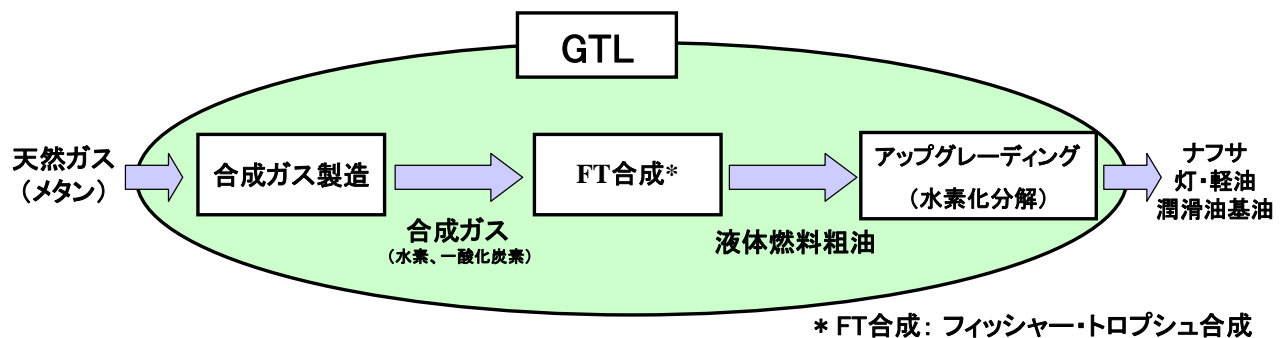 GTL
天然ガス
（メタン）
合成ガス製造
合成ガス
（水素、一酸化炭素）
FT合成*
液体燃料粗油
アップグレーディング
（水素化分解）
ナフサ
灯・軽油
潤滑油基油
* FT合成： フィッシャー・トロプシュ合成